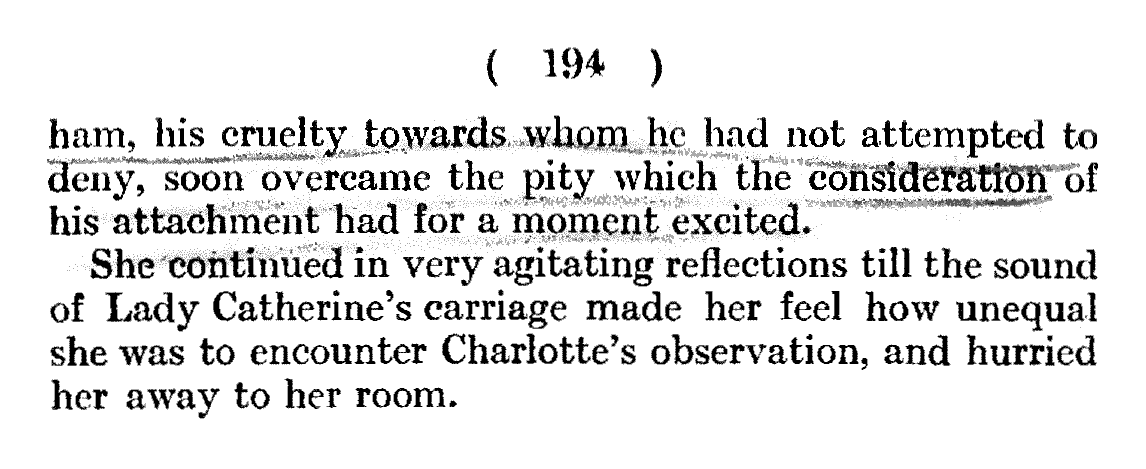 ( 194 )
ham, his cruelty towards whom he had not attempted to
deny, soon overcame the pity which the consideration of
his attachment had for a moment excited.
She continued in very agitating reflections till the sound
of Lady Catherine's carriage made her feel how unequal
she was to encounter Charlotte's observation, and hurried
her away to her room.